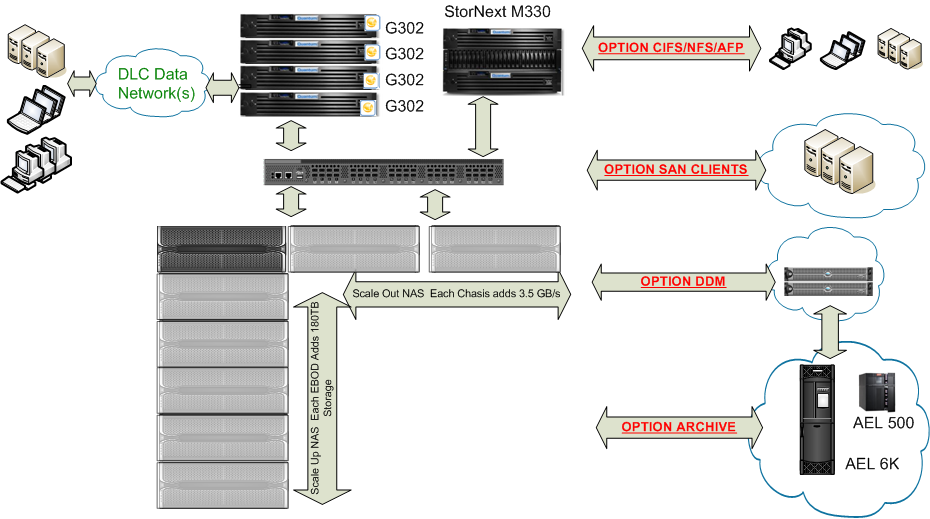 StorNext M330
G302
G302
G302
G302
DLC Data
Network(s)
OPTION CIFS/NFS/AFP
OPTION SAN CLIENTS
OPTION DDM
Scale Out NAS Each Chasis adds 3.5 GB/s
Scale Up NAS Each EBOD Adds 180TB
Storage
OPTION ARCHIVE
AEL 500
AEL 6K